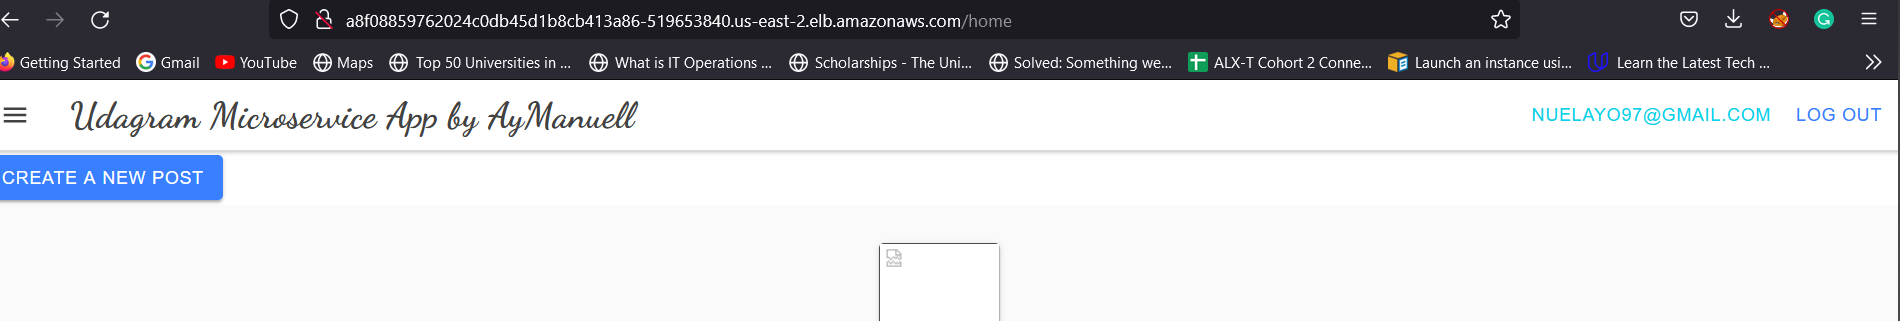 a8f08859762024c0db45d1b8cb413a86-519653840.us-east-2.elb.amazonaws.com/home
Getting Started Gmail YouTube Maps Top 50 Universities in ... What is IT Operations ... Scholarships - The Uni... Solved: Something we... ALX-T Cohort 2 Conne... Launch an instance usi... Learn the Latest Tech ...
Udagram Microservice App by AyManuell NUELAYO97@GMAIL.COM LOG OUT
CREATE A NEW POST